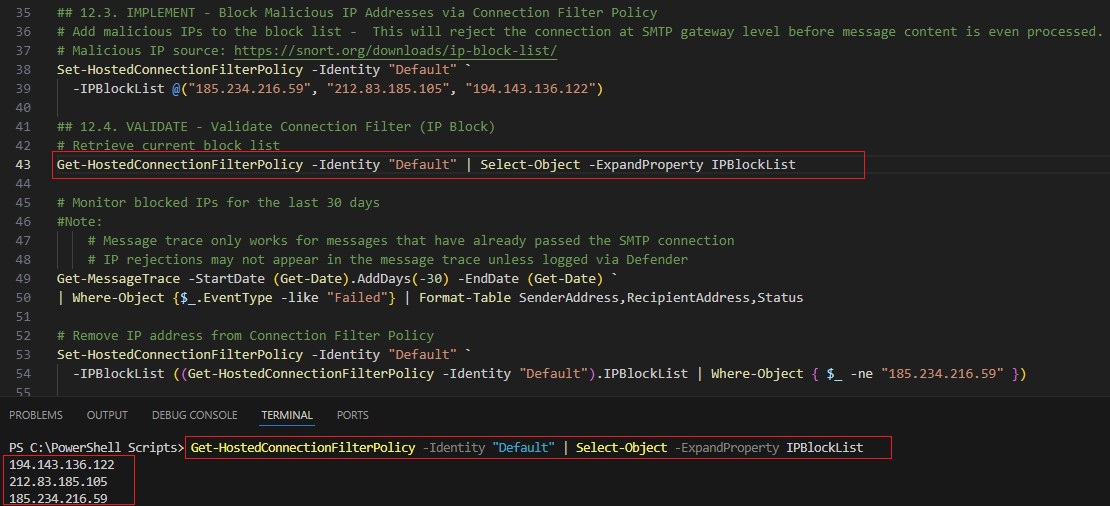 35 ## 12.3. IMPLEMENT - Block Malicious IP Addresses via Connection Filter Policy
36 # Add malicious IPs to the block list -  This will reject the connection at SMTP gateway level before message content is even processed.
37 # Malicious IP source: https://snort.org/downloads/ip-block-list/
38 Set-HostedConnectionFilterPolicy -Identity "Default" `
39   -IPBlockList @("185.234.216.59", "212.83.185.105", "194.143.136.122")
40
41 ## 12.4. VALIDATE - Validate Connection Filter (IP Block)
42 # Retrieve current block list
43 Get-HostedConnectionFilterPolicy -Identity "Default" | Select-Object -ExpandProperty IPBlockList
44
45 # Monitor blocked IPs for the last 30 days
46 #Note:
47     # Message trace only works for messages that have already passed the SMTP connection
48     # IP rejections may not appear in the message trace unless logged via Defender
49 Get-MessageTrace -StartDate (Get-Date).AddDays(-30) -EndDate (Get-Date) `
50 | Where-Object {$_.EventType -like "Failed"} | Format-Table SenderAddress,RecipientAddress,Status
51
52 # Remove IP address from Connection Filter Policy
53 Set-HostedConnectionFilterPolicy -Identity "Default" `
54   -IPBlockList ((Get-HostedConnectionFilterPolicy -Identity "Default").IPBlockList | Where-Object { $_ -ne "185.234.216.59" })
55
PROBLEMS OUTPUT DEBUG CONSOLE TERMINAL PORTS
PS C:\PowerShell Scripts> Get-HostedConnectionFilterPolicy -Identity "Default" | Select-Object -ExpandProperty IPBlockList
194.143.136.122
212.83.185.105
185.234.216.59